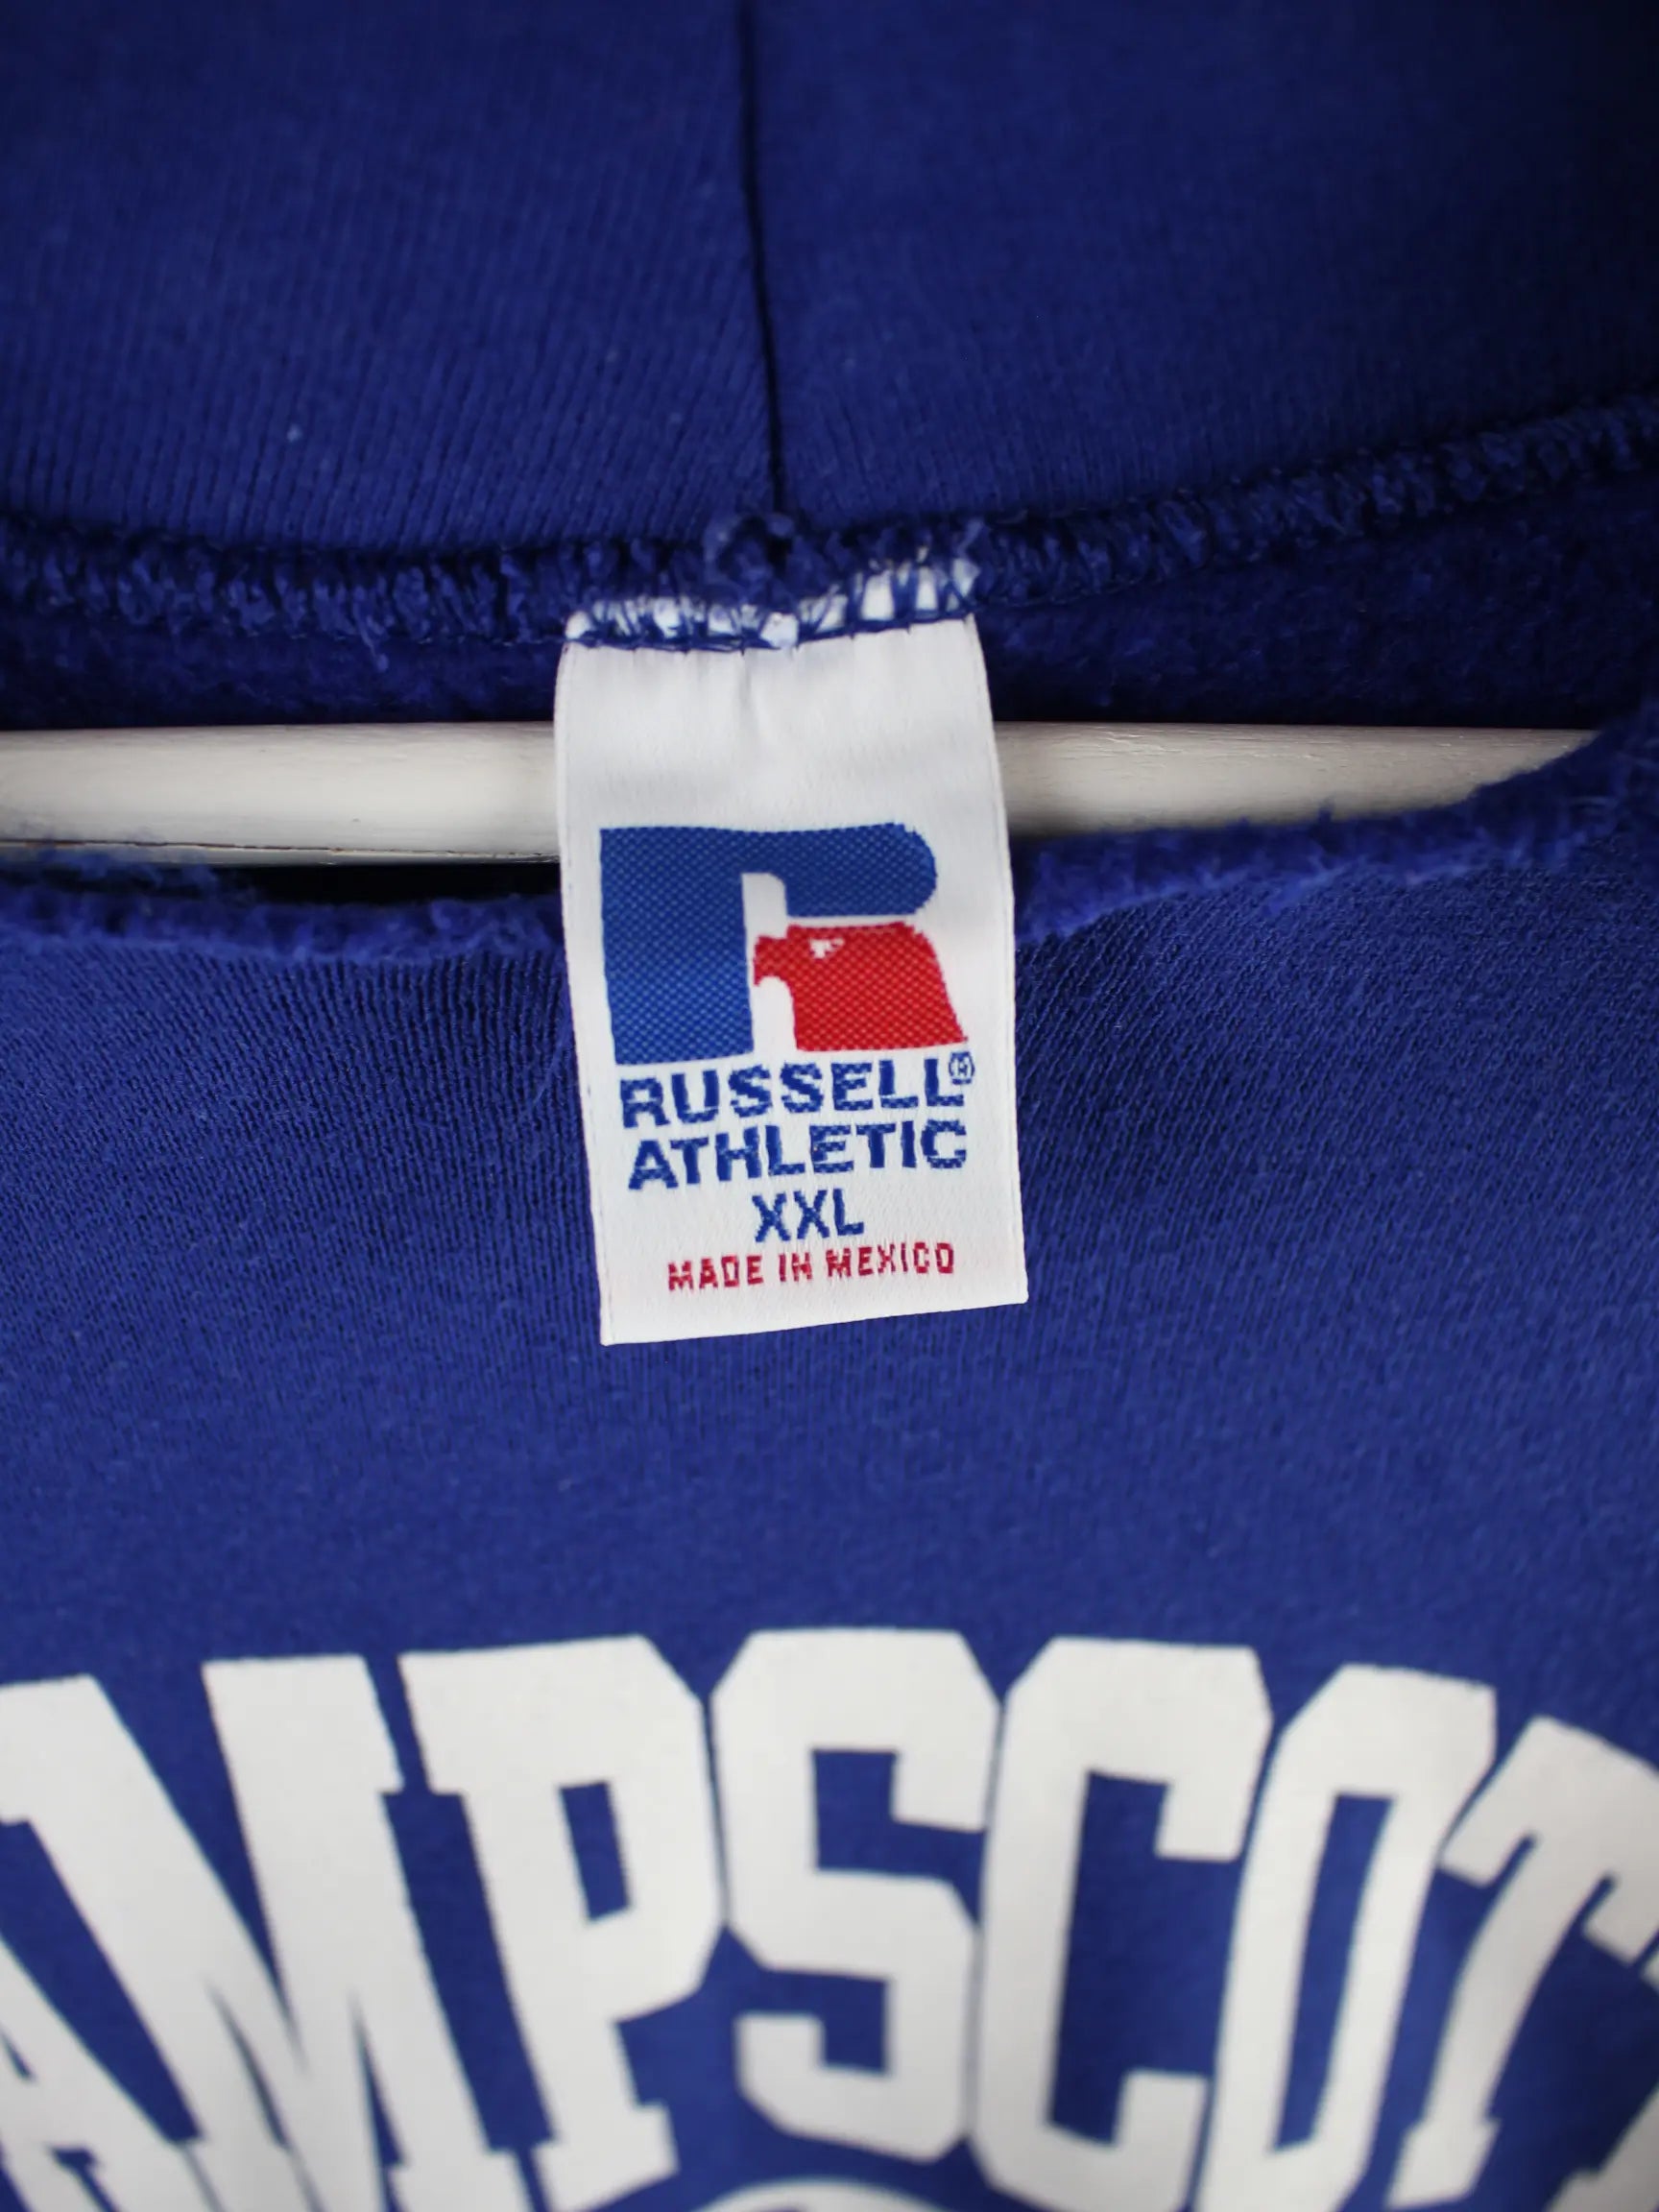 RUSSELL®
ATHLETIC
XXL
MADE IN MEXICO
AMPSCOT